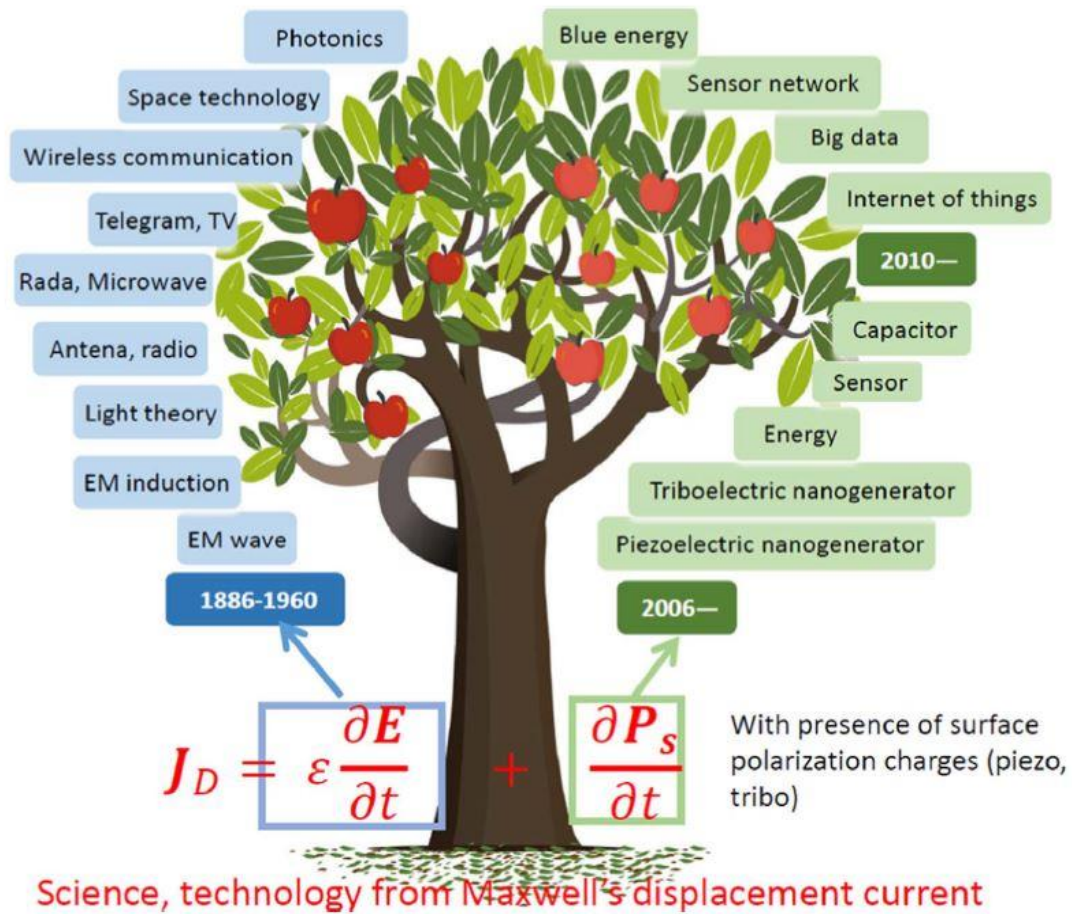 Photonics
Space technology
Wireless communication
Telegram, TV
Rada, Microwave
Antena, radio
Light theory
EM induction
EM wave
1886-1960
Blue energy
Sensor network
Big data
Internet of things
2010—
Capacitor
Sensor
Energy
Triboelectric nanogenerator
Piezoelectric nanogenerator
2006—
J_D = ε ∂E/∂t + ∂P_s/∂t
With presence of surface
polarization charges (piezo,
tribo)
Science, technology from Maxwell's displacement current